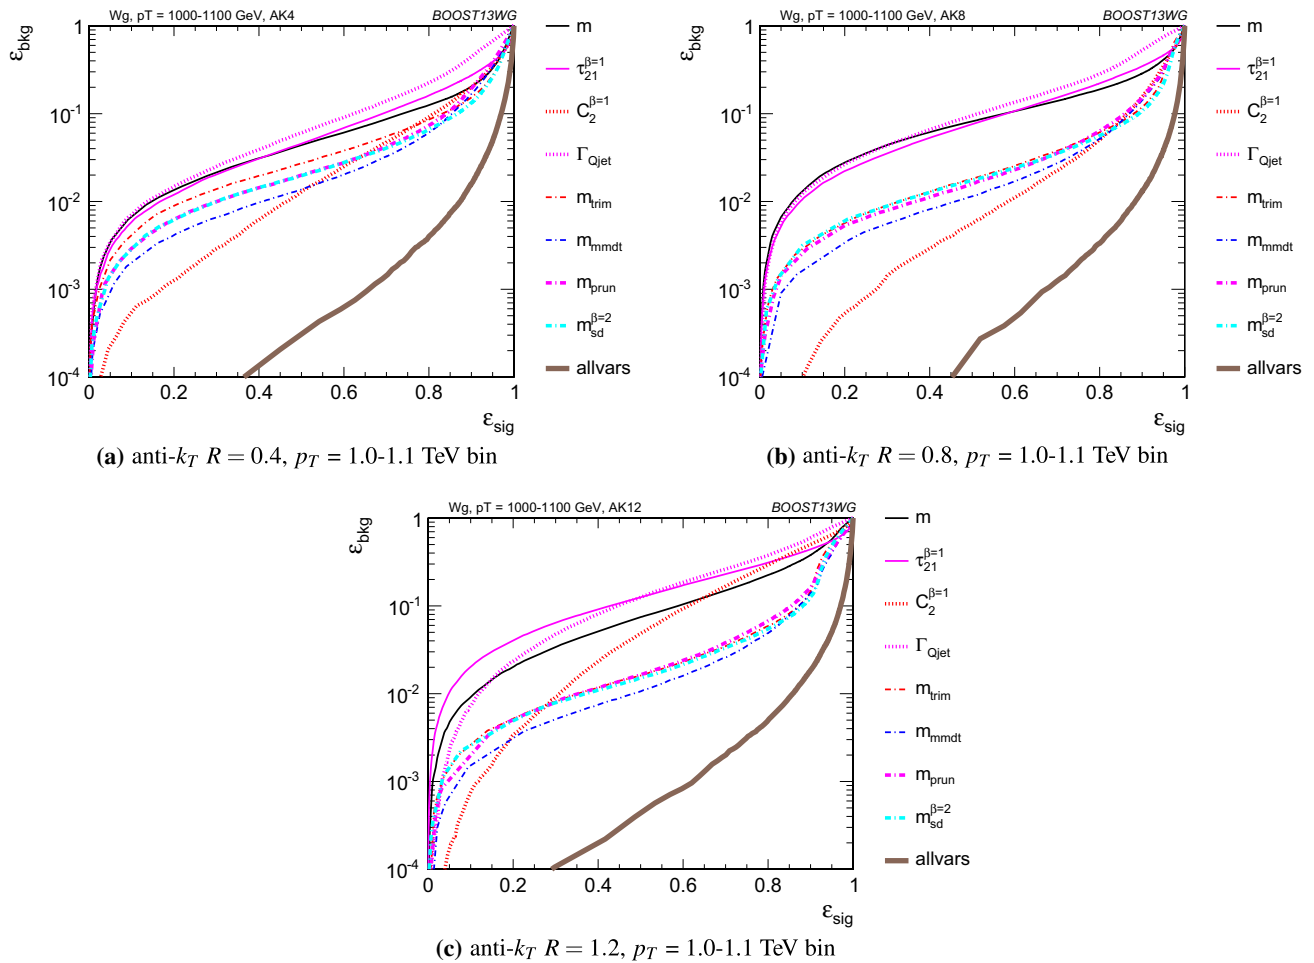 Wg, pT = 1000-1100 GeV, AK4 BOOST13WG
ε_bkg
1
10⁻¹
10⁻²
10⁻³
10⁻⁴
0 0.2 0.4 0.6 0.8 1
ε_sig
m
τ₂₁^β=1
C₂^β=1
Γ_Qjet
m_trim
m_mmdt
m_prun
m_sd^β=2
allvars
(a) anti-k_T R = 0.4, p_T = 1.0-1.1 TeV bin
Wg, pT = 1000-1100 GeV, AK8 BOOST13WG
ε_bkg
1
10⁻¹
10⁻²
10⁻³
10⁻⁴
0 0.2 0.4 0.6 0.8 1
ε_sig
m
τ₂₁^β=1
C₂^β=1
Γ_Qjet
m_trim
m_mmdt
m_prun
m_sd^β=2
allvars
(b) anti-k_T R = 0.8, p_T = 1.0-1.1 TeV bin
Wg, pT = 1000-1100 GeV, AK12 BOOST13WG
ε_bkg
1
10⁻¹
10⁻²
10⁻³
10⁻⁴
0 0.2 0.4 0.6 0.8 1
ε_sig
m
τ₂₁^β=1
C₂^β=1
Γ_Qjet
m_trim
m_mmdt
m_prun
m_sd^β=2
allvars
(c) anti-k_T R = 1.2, p_T = 1.0-1.1 TeV bin